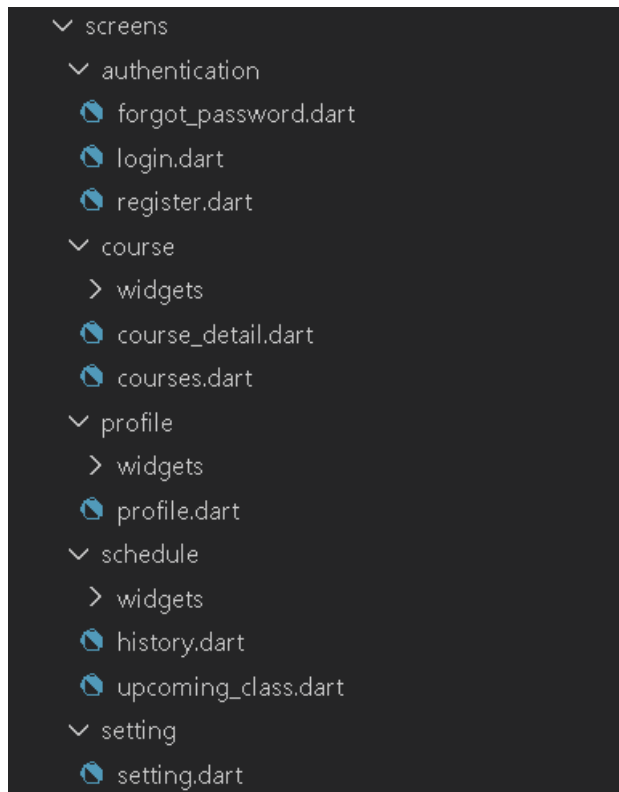 screens
authentication
forgot_password.dart
login.dart
register.dart
course
widgets
course_detail.dart
courses.dart
profile
widgets
profile.dart
schedule
widgets
history.dart
upcoming_class.dart
setting
setting.dart